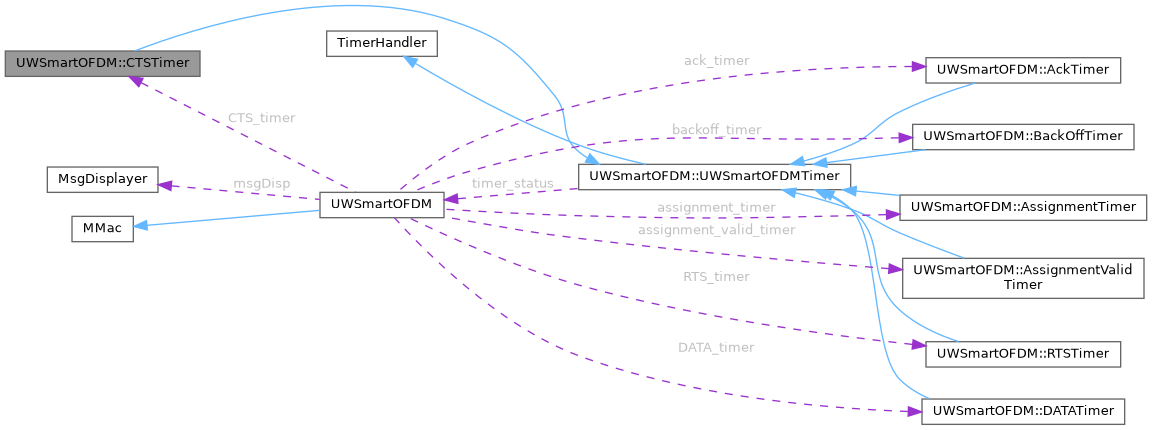 UWSmartOFDM::CTSTimer
TimerHandler
ack_timer
UWSmartOFDM::AckTimer
CTS_timer
backoff_timer
UWSmartOFDM::BackOffTimer
MsgDisplayer
msgDisp
timer_status
UWSmartOFDM::UWSmartOFDMTimer
UWSmartOFDM
assignment_timer
UWSmartOFDM::AssignmentTimer
MMac
assignment_valid_timer
UWSmartOFDM::AssignmentValid
Timer
RTS_timer
UWSmartOFDM::RTSTimer
DATA_timer
UWSmartOFDM::DATATimer